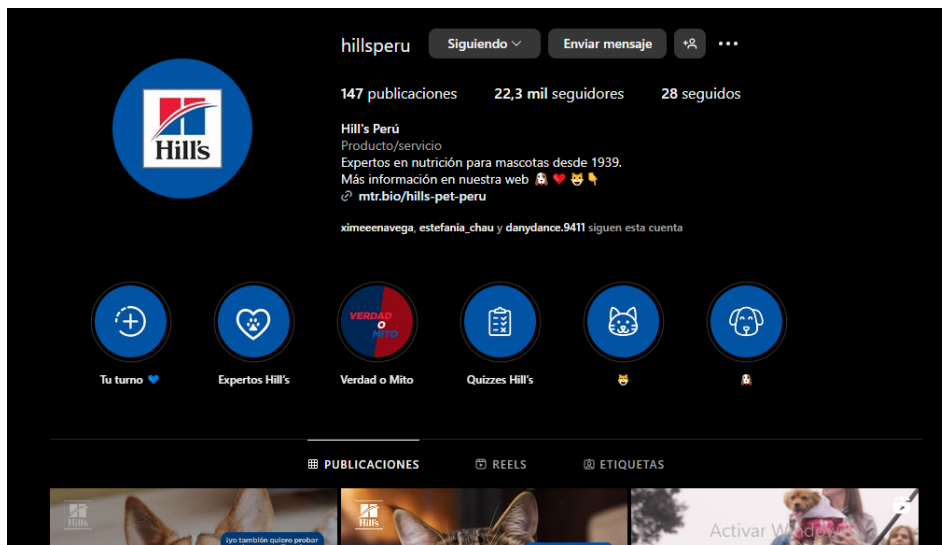 hillsperu
Siguiendo
Enviar mensaje
147 publicaciones
22,3 mil seguidores
28 seguidos
Hill's
Hill's Perú
Producto/servicio
Expertos en nutrición para mascotas desde 1939.
Más información en nuestra web 🐶❤️😸👇
mtr.bio/hills-pet-peru
ximeeenavega, estefania_chau y danydance.9411 siguen esta cuenta
VERDAD
O
MITO
Tu turno 💙
Expertos Hill's
Verdad o Mito
Quizzes Hill's
😸
🐶
PUBLICACIONES
REELS
ETIQUETAS
Hill's
¡yo también quiero probar
Hill's
Activar Windows